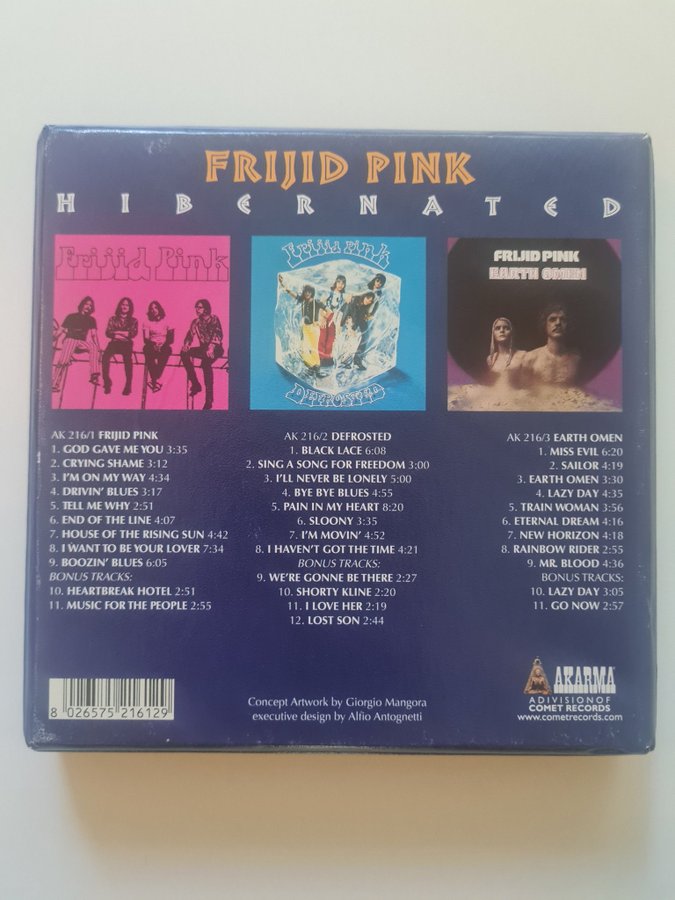 FRIJID PINK
HIBERNATED
Frijid Pink
Frijid Pink
DEFROSTED
FRIJID PINK
EARTH OMEN
AK 216/1 FRIJID PINK
1. GOD GAVE ME YOU 3:35
2. CRYING SHAME 3:12
3. I'M ON MY WAY 4:34
4. DRIVIN' BLUES 3:17
5. TELL ME WHY 2:51
6. END OF THE LINE 4:07
7. HOUSE OF THE RISING SUN 4:42
8. I WANT TO BE YOUR LOVER 7:34
9. BOOZIN' BLUES 6:05
BONUS TRACKS:
10. HEARTBREAK HOTEL 2:51
11. MUSIC FOR THE PEOPLE 2:55
AK 216/2 DEFROSTED
1. BLACK LACE 6:08
2. SING A SONG FOR FREEDOM 3:00
3. I'LL NEVER BE LONELY 5:00
4. BYE BYE BLUES 4:55
5. PAIN IN MY HEART 8:20
6. SLOONY 3:35
7. I'M MOVIN' 4:52
8. I HAVEN'T GOT THE TIME 4:21
BONUS TRACKS:
9. WE'RE GONNE BE THERE 2:27
10. SHORTY KLINE 2:20
11. I LOVE HER 2:19
12. LOST SON 2:44
AK 216/3 EARTH OMEN
1. MISS EVIL 6:20
2. SAILOR 4:19
3. EARTH OMEN 3:30
4. LAZY DAY 4:35
5. TRAIN WOMAN 3:56
6. ETERNAL DREAM 4:16
7. NEW HORIZON 4:18
8. RAINBOW RIDER 2:55
9. MR. BLOOD 4:36
BONUS TRACKS:
10. LAZY DAY 3:05
11. GO NOW 2:57
8 026575 216129
Concept Artwork by Giorgio Mangora
executive design by Alfio Antognetti
AKARMA
A DIVISION OF
COMET RECORDS
www.cometrecords.com